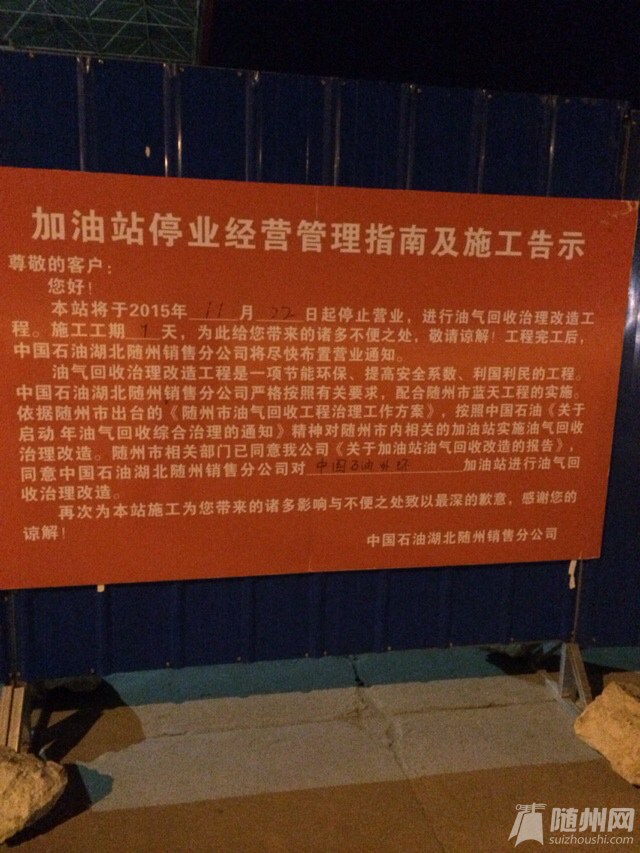 加油站停业经营管理指南及施工告示
尊敬的客户：
您好！
本站将于2015年 11 月 22 日起停止营业，进行油气回收治理改造工
程。施工工期 天，为此给您带来的诸多不便之处，敬请谅解！工程完工后，
中国石油湖北随州销售分公司将尽快布置营业通知。
油气回收治理改造工程是一项节能环保、提高安全系数、利国利民的工程。
中国石油湖北随州销售分公司严格按照有关要求，配合随州市蓝天工程的实施。
依据随州市出台的《随州市油气回收工程治理工作方案》，按照中国石油《关于
启动 年油气回收综合治理的通知》精神对随州市内相关的加油站实施油气回收
治理改造。随州市相关部门已同意我公司《关于加油站油气回收改造的报告》，
同意中国石油湖北随州销售分公司对 中国石油 加油站进行油气回
收治理改造。
再次为本站施工为您带来的诸多影响与不便之处致以最深的歉意，感谢您的
谅解！
中国石油湖北随州销售分公司
随州网
suizhoushi.com